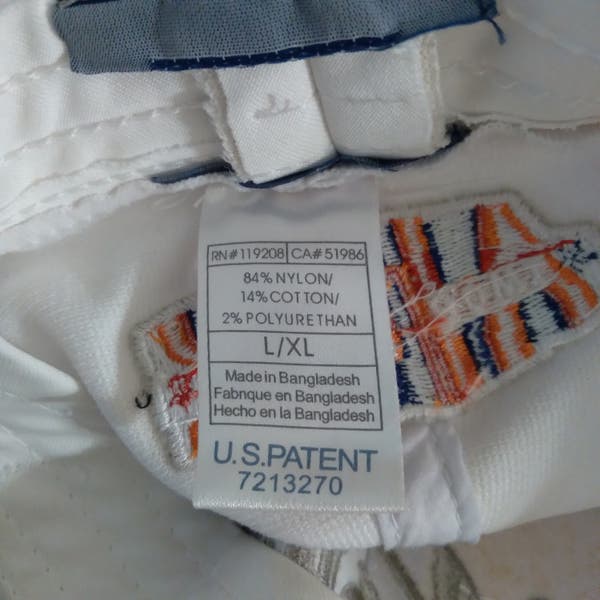 RN#119208 CA#51986
84% NYLON/
14% COTTON/
2% POLYURETHAN
L/XL
Made in Bangladesh
Fabrique en Bangladesh
Hecho en la Bangladesh
U.S.PATENT
7213270